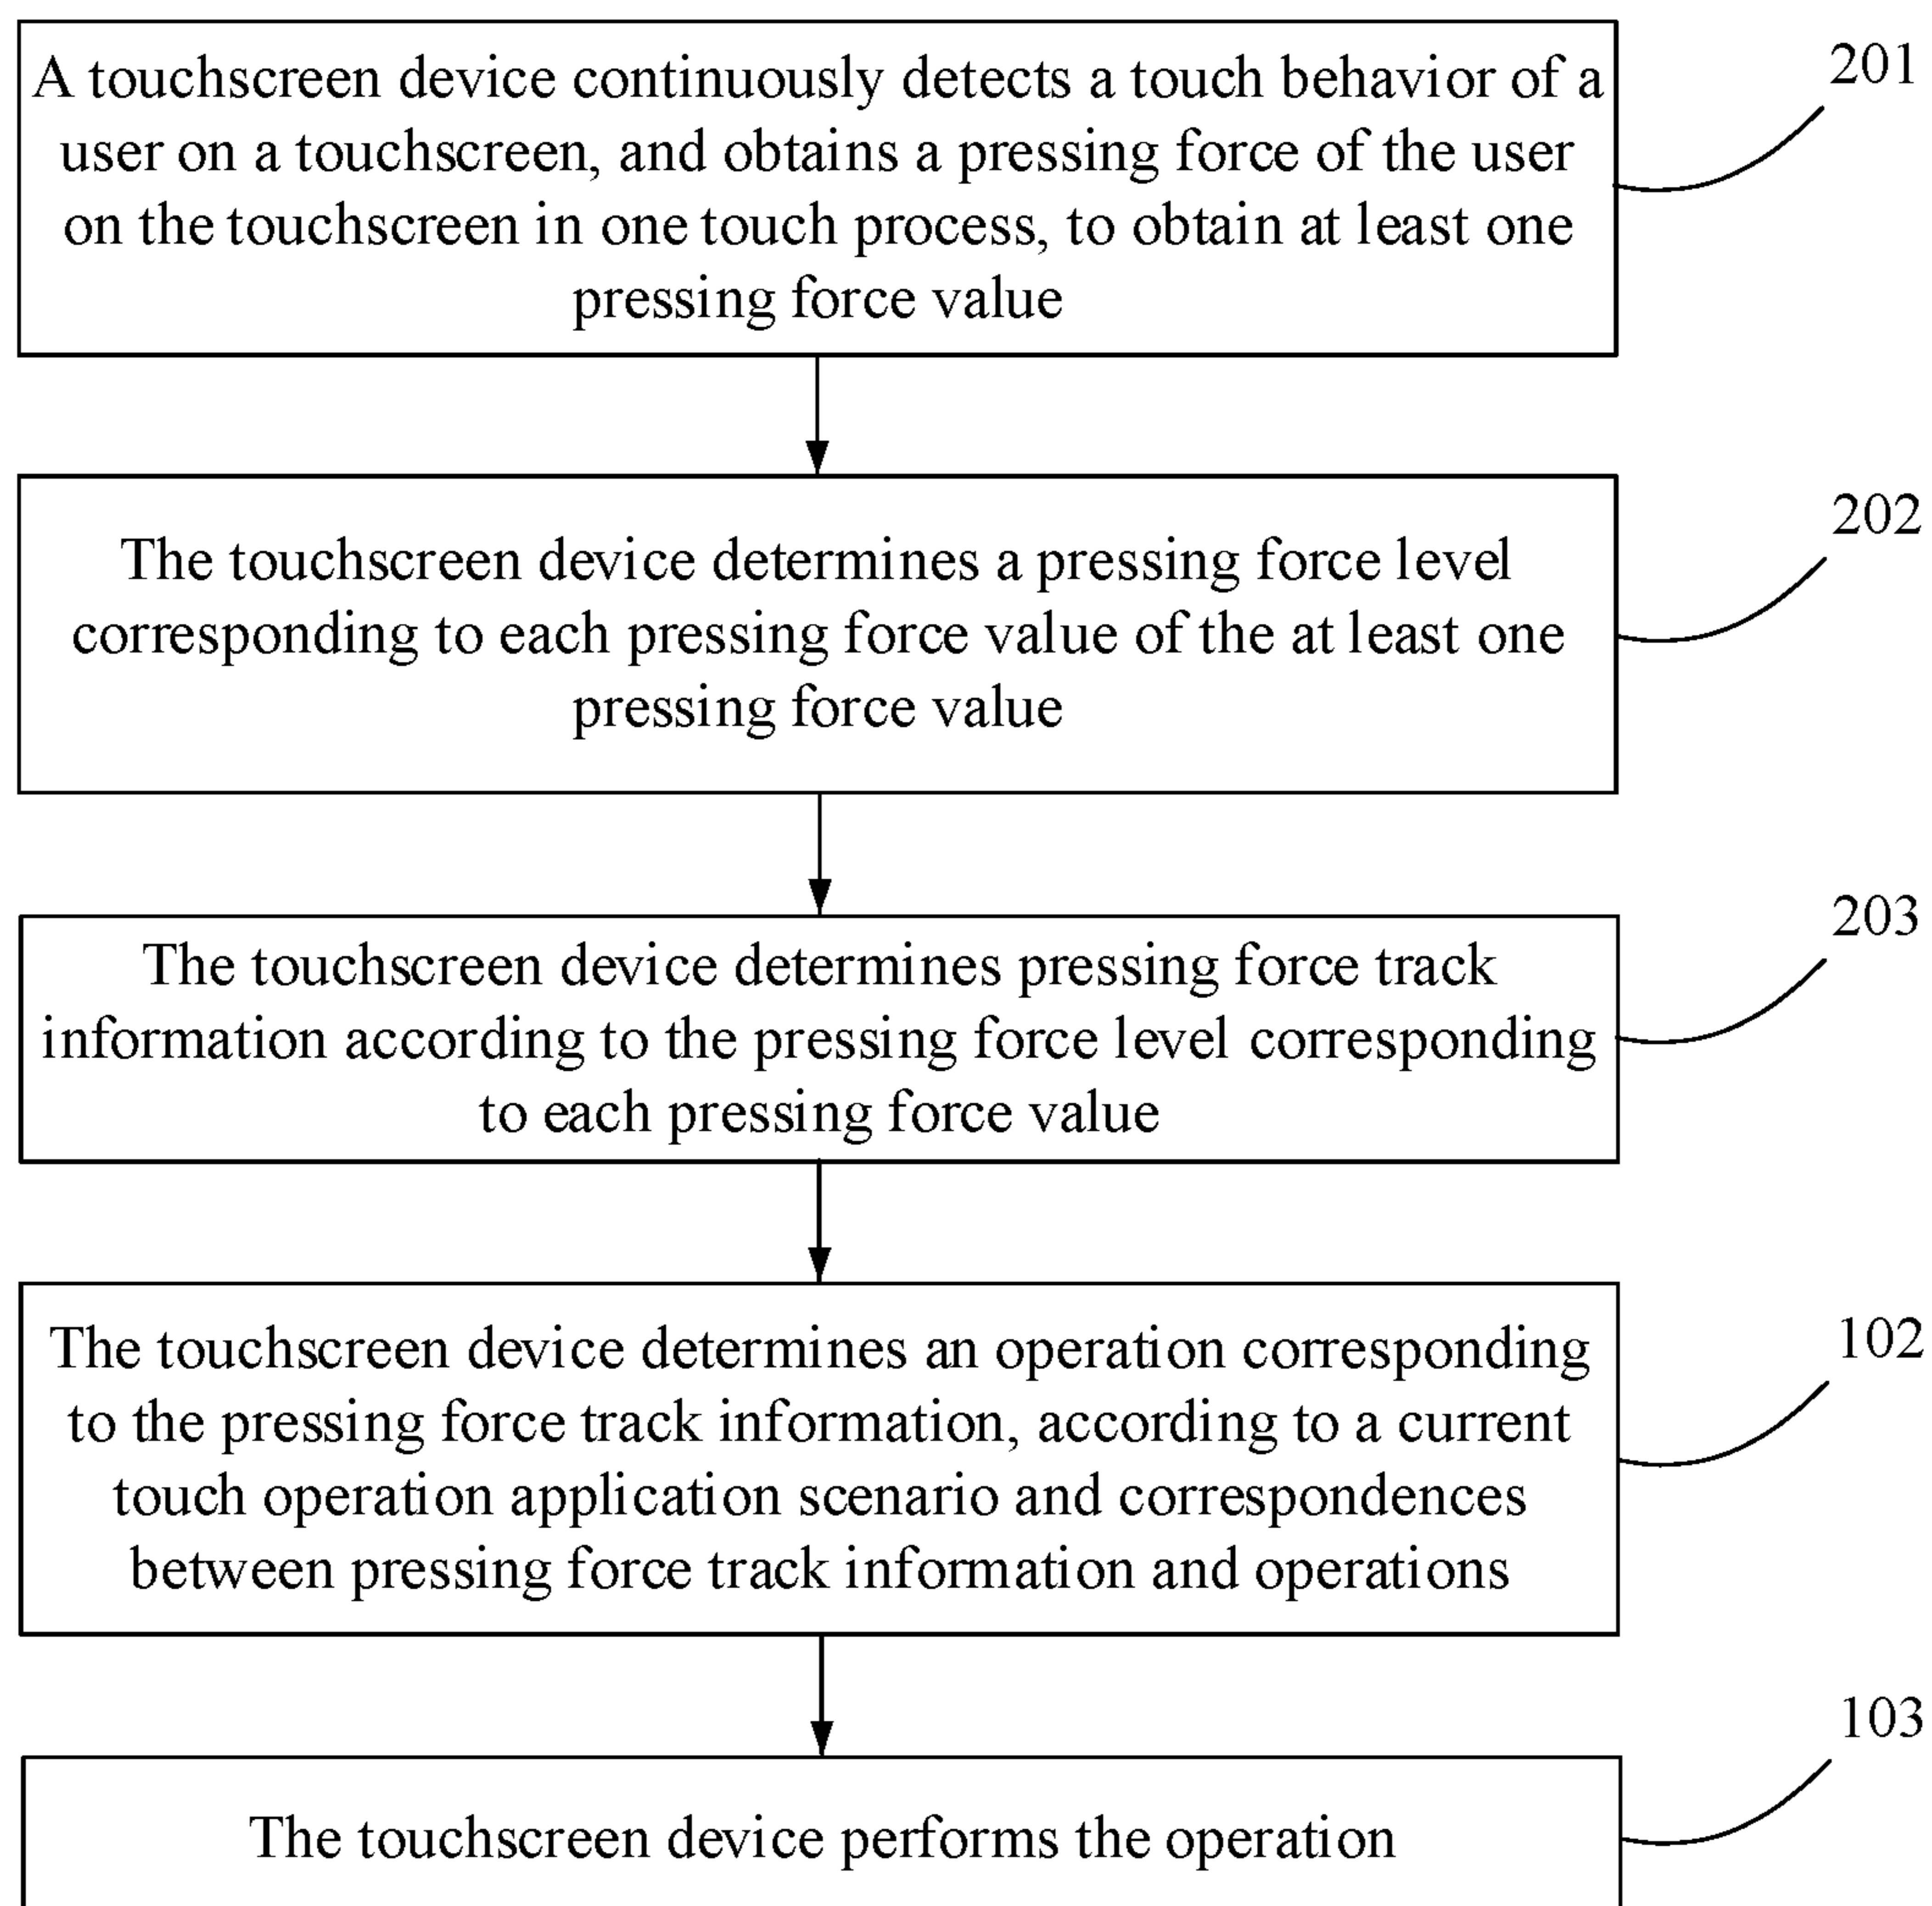 A touchscreen device continuously detects a touch behavior of a
user on a touchscreen, and obtains a pressing force of the user
on the touchscreen in one touch process, to obtain at least one
pressing force value
201
The touchscreen device determines a pressing force level
corresponding to each pressing force value of the at least one
pressing force value
202
The touchscreen device determines pressing force track
information according to the pressing force level corresponding
to each pressing force value
203
The touchscreen device determines an operation corresponding
to the pressing force track information, according to a current
touch operation application scenario and correspondences
between pressing force track information and operations
102
The touchscreen device performs the operation
103